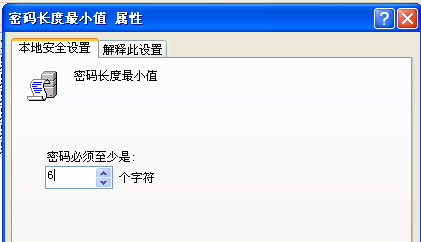 密码长度最小值 属性
本地安全设置 解释此设置
密码长度最小值
密码必须至少是:
6 个字符